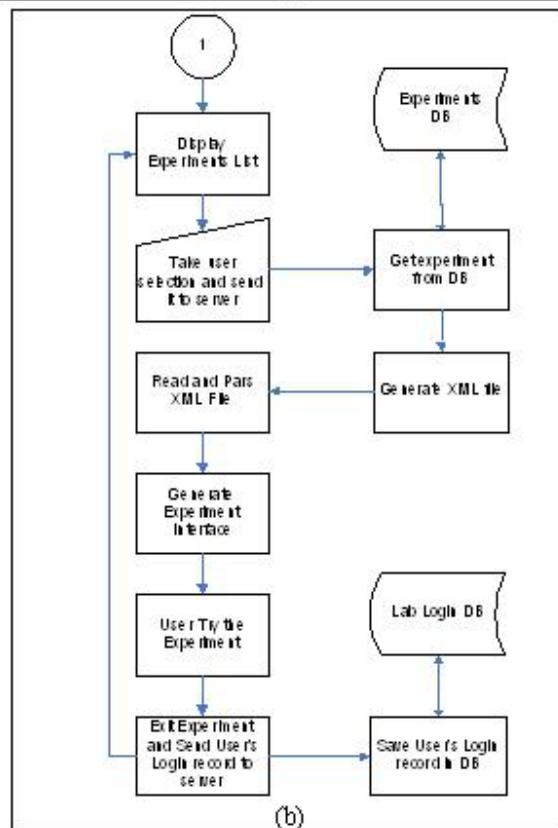 1
Display
Experiments List
Experiments
DB
Take user
selection and send
it to server
Get experiment
from DB
Read and Pars
XML File
Generate XML file
Generate
Experiment
Interface
User Try the
Experiment
Lab Login DB
Exit Experiment
and Send User's
Login record to
server
Save User's Login
record in DB
(b)